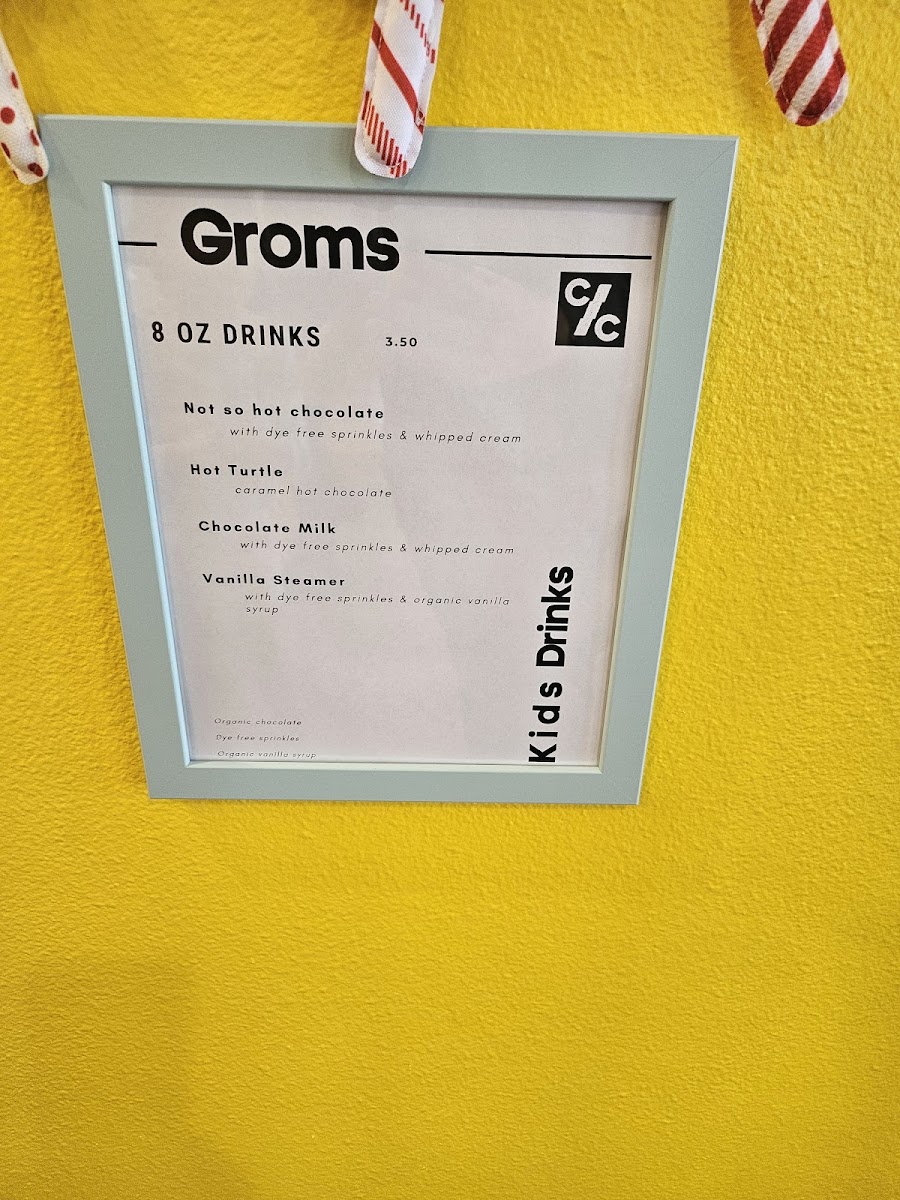 Groms
C/C
8 OZ DRINKS 3.50
Not so hot chocolate
with dye free sprinkles & whipped cream
Hot Turtle
caramel hot chocolate
Chocolate Milk
with dye free sprinkles & whipped cream
Vanilla Steamer
with dye free sprinkles & organic vanilla
syrup
Kids Drinks
Organic chocolate
Dye free sprinkles
Organic vanilla syrup